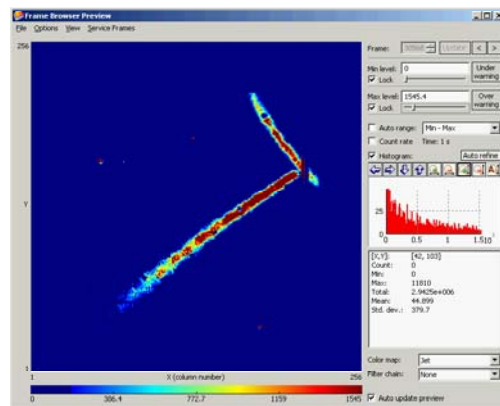 Frame Browser Preview
File Options View Service Frames
256
Y
1
1 X (column number) 256
0 386.4 772.7 1159 1545
Frame: < >
Min level: 0 Under warning
Lock
Max level: 1545.4 Over warning
Lock
Auto range: Min - Max
Count rate Time: 1 s
Histogram: Auto refine
25
0
0 0.5 1 1.510
[X,Y]: [42, 103]
Count: 0
Min: 0
Max: 11810
Total: 2.9425e+006
Mean: 44.899
Std. dev.: 379.7
Color map: Jet
Filter chain: None
Auto update preview